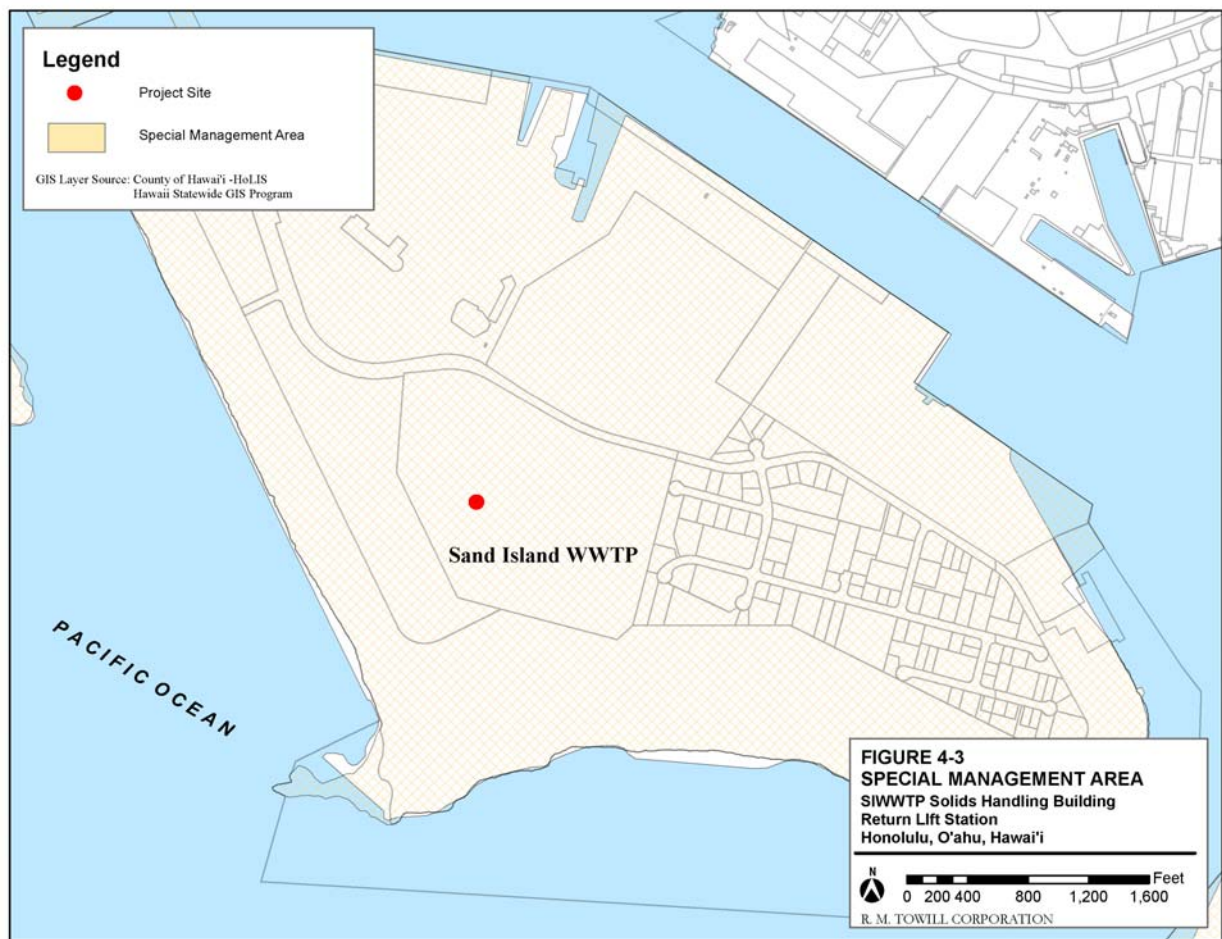 Legend
Project Site
Special Management Area
GIS Layer Source: County of Hawai'i -HoLIS
Hawaii Statewide GIS Program
Sand Island WWTP
PACIFIC OCEAN
FIGURE 4-3
SPECIAL MANAGEMENT AREA
SIWWTP Solids Handling Building
Return LIft Station
Honolulu, O'ahu, Hawai'i
N
Feet
0 200 400 800 1,200 1,600
R. M. TOWILL CORPORATION